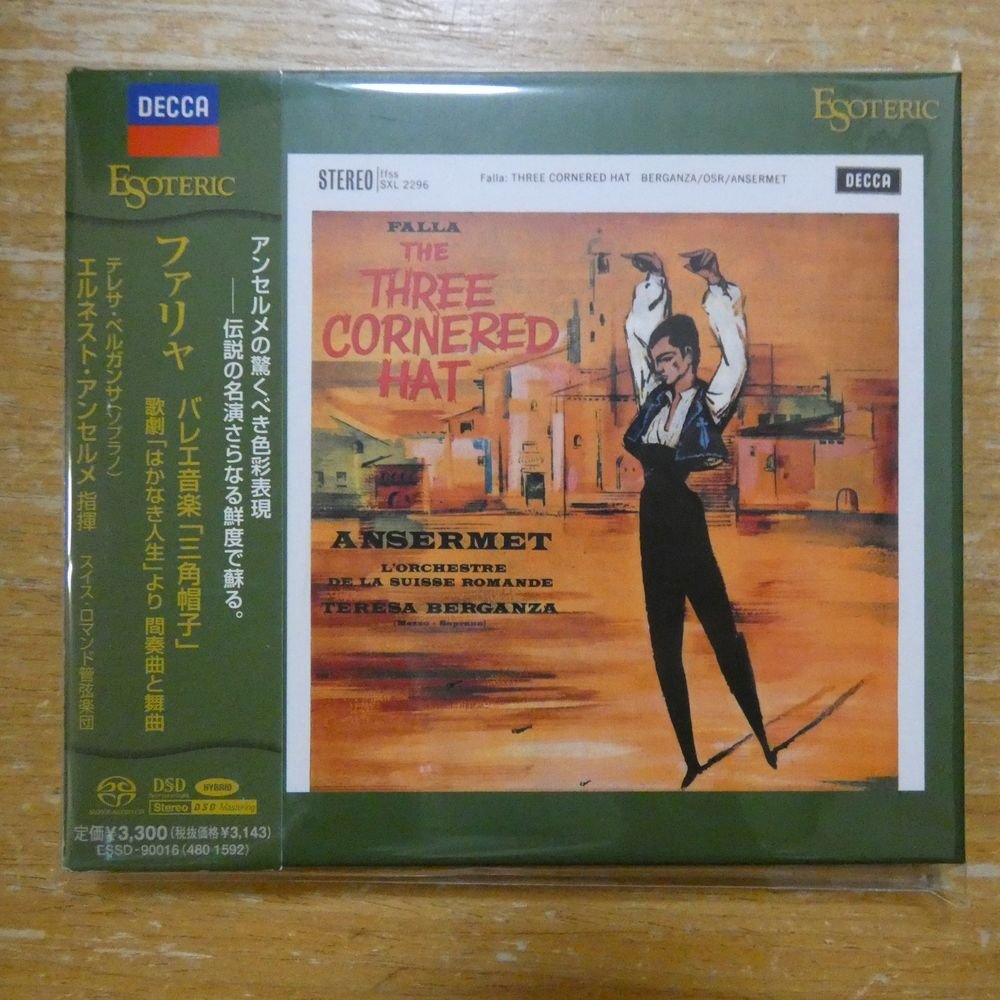 DECCA
ESOTERIC
アンセルメの驚くべき色彩表現
——伝説の名演さらなる鮮度で蘇る。
ファリャ バレエ音楽「三角帽子」
歌劇「はかなき人生」より 間奏曲と舞曲
テレサ・ベルガンサ(ソプラノ)
エルネスト・アンセルメ 指揮 スイス・ロマンド管弦楽団
SUPER AUDIO CD
DSD
HYBRID
Stereo DSD Mastering
定価¥3,300(税抜価格¥3,143)
ESSD-90016(480 1592)
ESOTERIC
STEREO ffss
SXL 2296
Falla: THREE CORNERED HAT BERGANZA/OSR/ANSERMET
DECCA
FALLA
THE
THREE
CORNERED
HAT
ANSERMET
L'ORCHESTRE
DE LA SUISSE ROMANDE
TERESA BERGANZA
(Mezzo - Soprano)